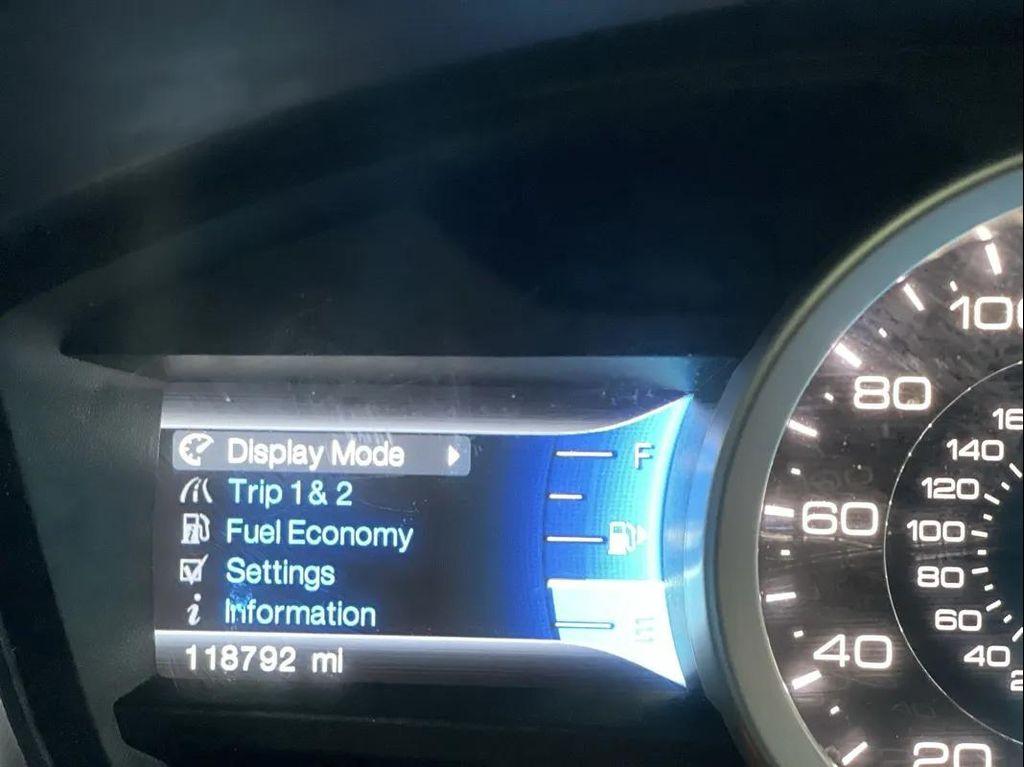 Display Mode
F
Trip 1 & 2
Fuel Economy
Settings
Information
E
118792 mi
100
80
60
40
20
140
120
100
80
60
40